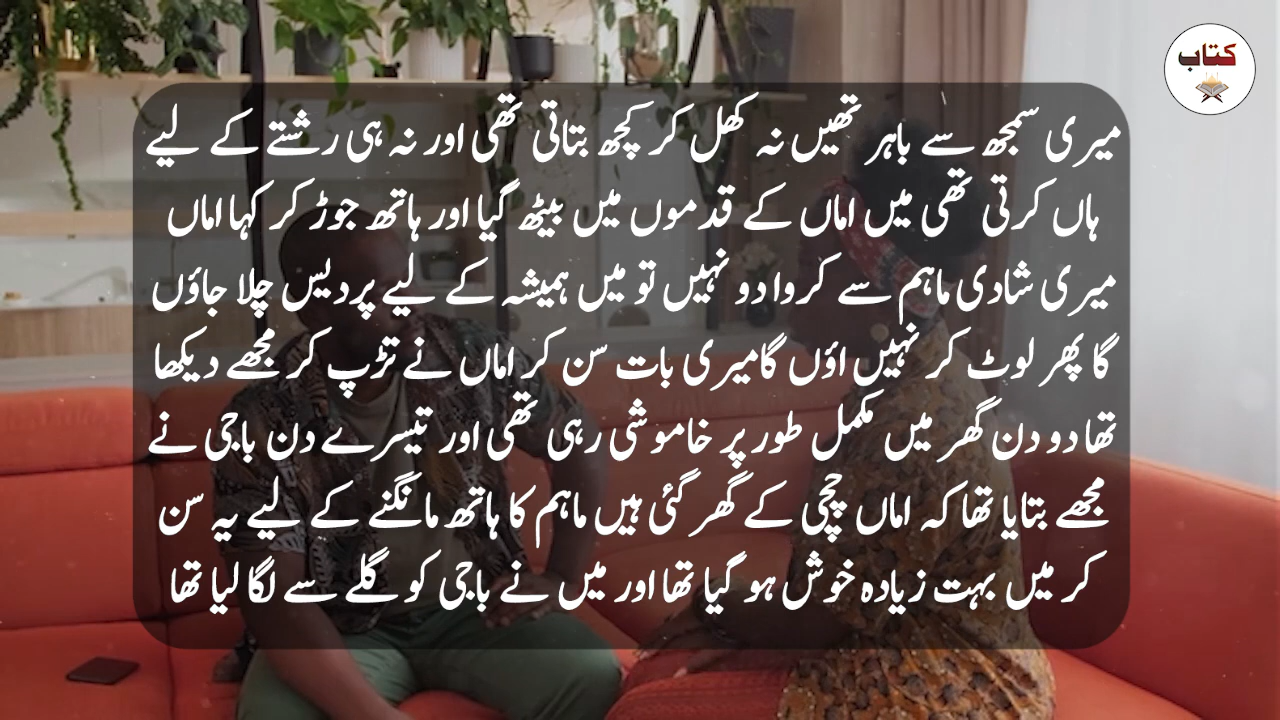 کتاب
میری سمجھ سے باہر تھیں نہ کھل کر کچھ بتاتی تھی اور نہ ہی رشتے کے لیے
ہاں کرتی تھی میں اماں کے قدموں میں بیٹھ گیا اور ہاتھ جوڑ کر کہا اماں
میری شادی ماہم سے کروا دو نہیں تو میں ہمیشہ کے لیے پردیس چلا جاؤں
گا پھر لوٹ کر نہیں اؤں گا میری بات سن کر اماں نے تڑپ کر مجھے دیکھا
تھا دو دن گھر میں مکمل طور پر خاموشی رہی تھی اور تیسرے دن باجی نے
مجھے بتایا تھا کہ اماں چچی کے گھر گئی ہیں ماہم کا ہاتھ مانگنے کے لیے یہ سن
کر میں بہت زیادہ خوش ہو گیا تھا اور میں نے باجی کو گلے سے لگا لیا تھا